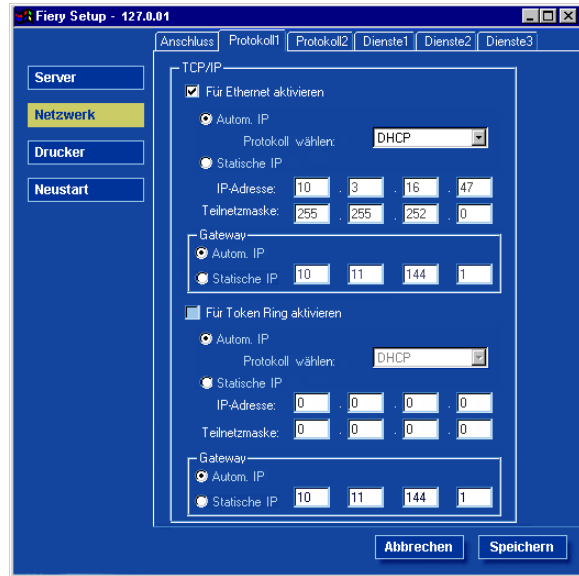 Fiery Setup - 127.0.01
Anschluss Protokoll1 Protokoll2 Dienste1 Dienste2 Dienste3
Server
Netzwerk
Drucker
Neustart
TCP/IP
Für Ethernet aktivieren
Autom. IP
Protokoll wählen: DHCP
Statische IP
IP-Adresse: 10 . 3 . 16 . 47
Teilnetzmaske: 255 . 255 . 252 . 0
Gateway
Autom. IP
Statische IP 10 11 144 1
Für Token Ring aktivieren
Autom. IP
Protokoll wählen: DHCP
Statische IP
IP-Adresse: 0 . 0 . 0 . 0
Teilnetzmaske: 0 . 0 . 0 . 0
Gateway
Autom. IP
Statische IP 10 11 144 1
Abbrechen Speichern